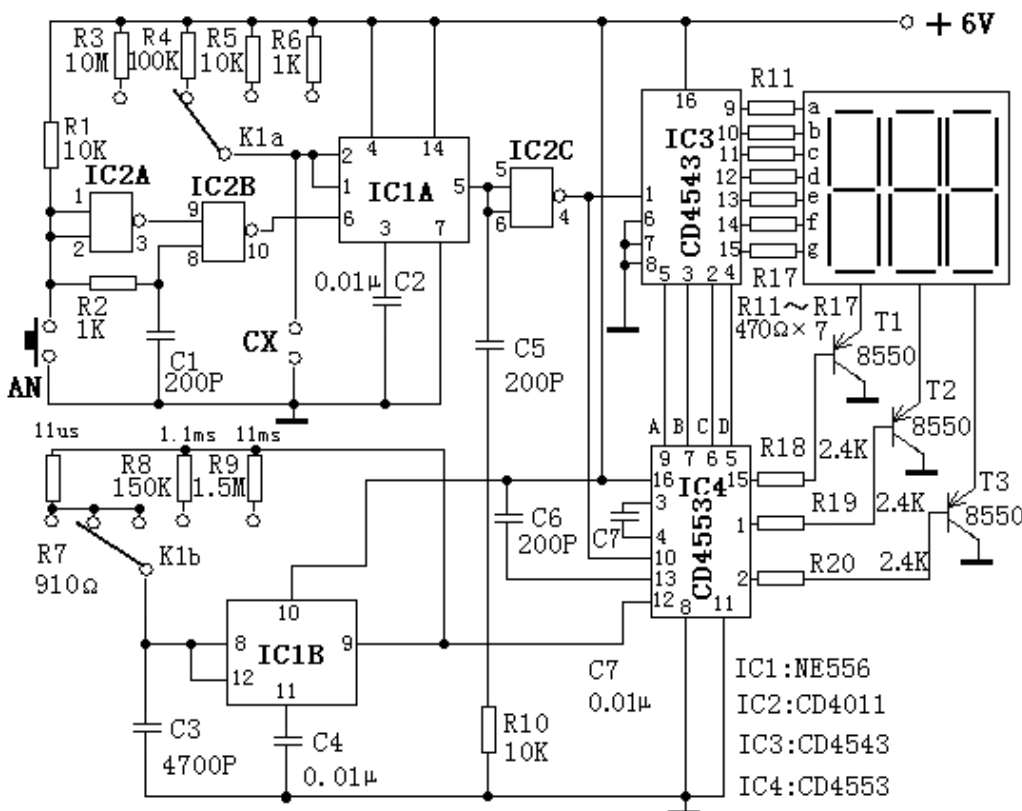 + 6V
R3
10M
R4
100K
R5
10K
R6
1K
R1
10K
K1a
IC2A
1
2
3
IC2B
9
8
10
IC1A
4
14
2
1
6
5
3
7
IC2C
5
6
4
IC3
CD4543
16
1
6
7
8
9
10
11
12
13
14
15
5
3
2
4
R11
a
b
c
d
e
f
g
R17
R11～R17
470Ω×7
R2
1K
C1
200P
0.01μ
C2
CX
AN
C5
200P
T1
8550
T2
8550
T3
8550
11us
1.1ms
11ms
R8
150K
R9
1.5M
R7
910Ω
K1b
A
B
C
D
9
7
6
5
IC4
CD4553
16
3
4
10
13
12
15
1
2
8
11
C6
200P
C7
R18
2.4K
R19
2.4K
R20
2.4K
IC1B
10
8
12
9
11
C3
4700P
C4
0.01μ
R10
10K
C7
0.01μ
IC1:NE556
IC2:CD4011
IC3:CD4543
IC4:CD4553